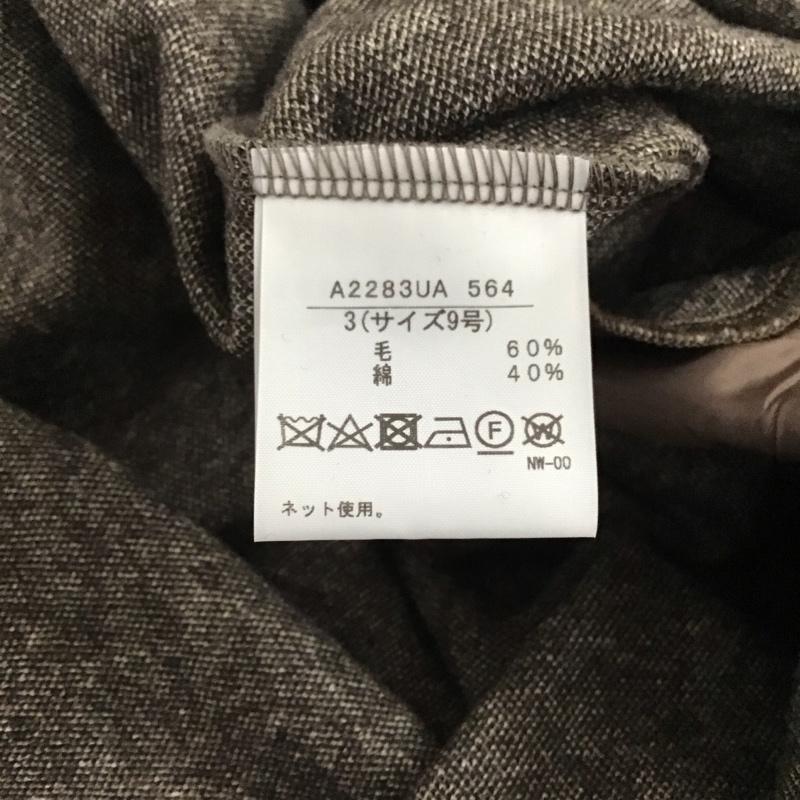 A2283UA 564
3(サイズ9号)
毛 60%
綿 40%
F W
NW-00
ネット使用。